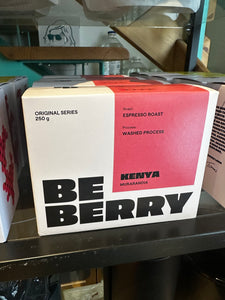 ORIGINAL SERIES
250 g
Roast:
ESPRESSO ROAST
Process:
WASHED PROCESS
KENYA
MURARANDIA
BE
BERRY